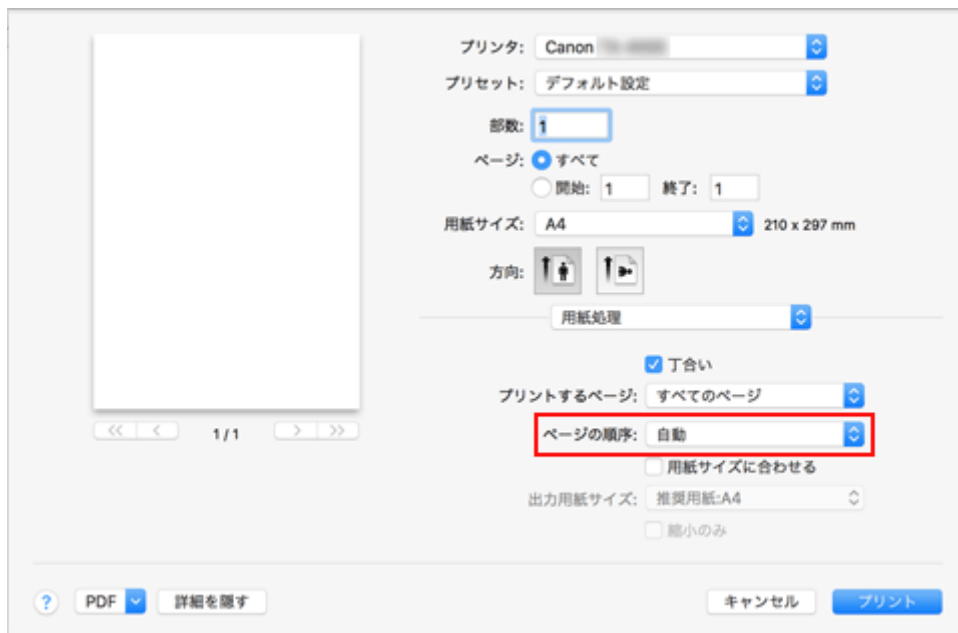 プリンタ: Canon
プリセット: デフォルト設定
部数: 1
ページ: すべて
開始: 1 終了: 1
用紙サイズ: A4 210 x 297 mm
方向:
用紙処理
丁合い
プリントするページ: すべてのページ
<< < 1/1 > >>
ページの順序: 自動
用紙サイズに合わせる
出力用紙サイズ: 推奨用紙:A4
縮小のみ
? PDF 詳細を隠す キャンセル プリント